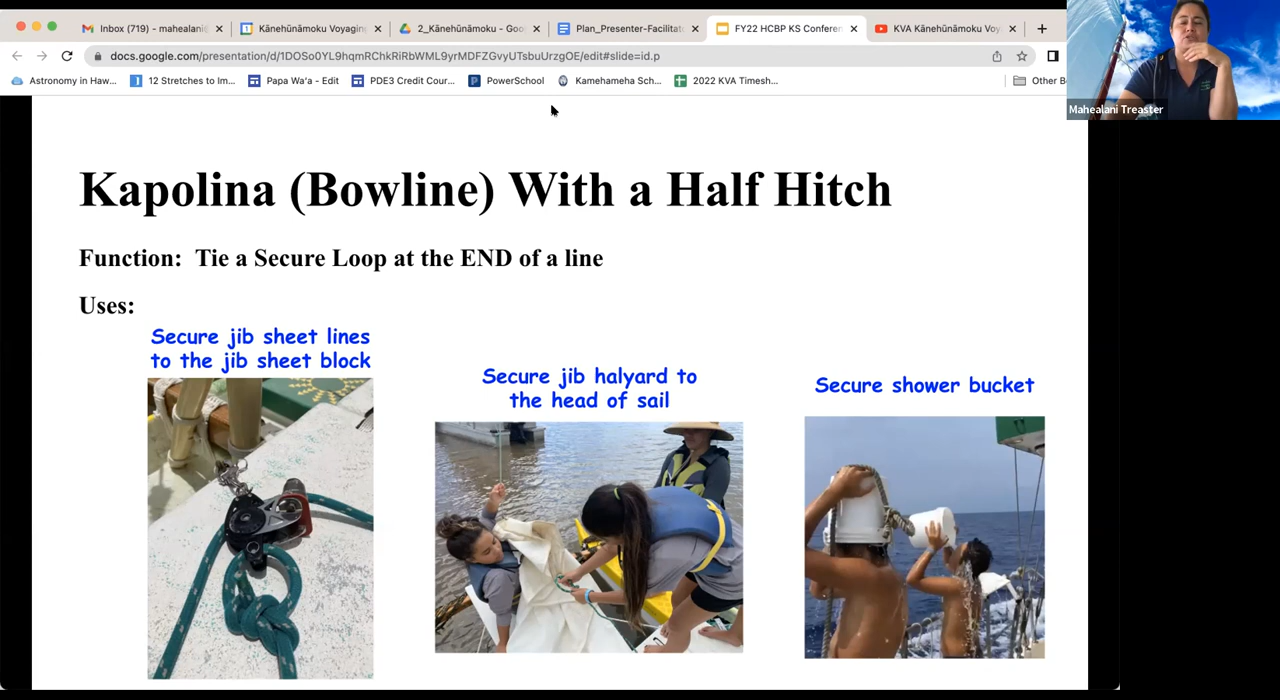 Inbox (719) - mahealani
Kānehūnāmoku Voyaging
2_Kānehūnāmoku - Goo
Plan_Presenter-Facilitat
FY22 HCBP KS Conferen
KVA Kānehūnāmoku Voy
docs.google.com/presentation/d/1DOSo0YL9hqmRChkRiRbWML9yrMDFZGvyUTsbuUrzgOE/edit#slide=id.p
Astronomy in Haw...
12 Stretches to Im...
Papa Wa'a - Edit
PDE3 Credit Cour...
PowerSchool
Kamehameha Sch...
2022 KVA Timesh...
Other B
Mahealani Treaster
Kapolina (Bowline) With a Half Hitch
Function: Tie a Secure Loop at the END of a line
Uses:
Secure jib sheet lines
to the jib sheet block
Secure jib halyard to
the head of sail
Secure shower bucket